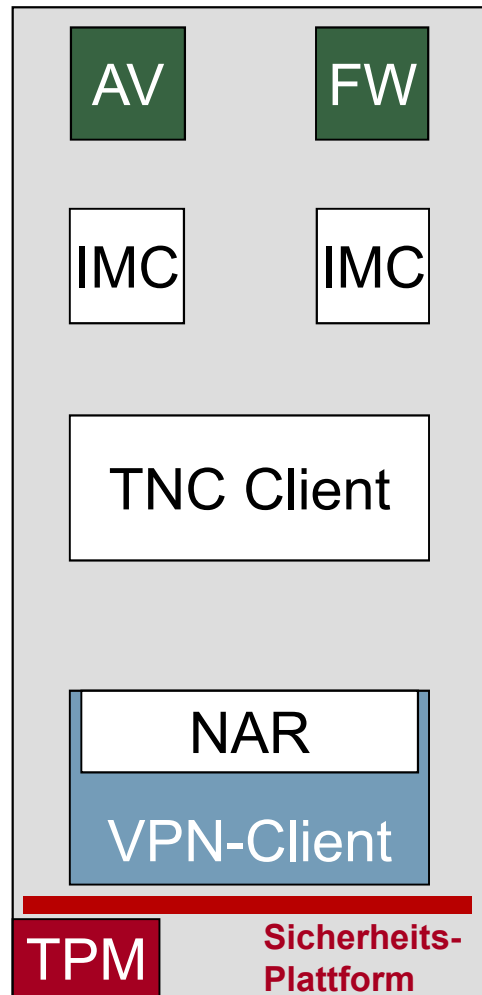 AV FW
IMC IMC
TNC Client
NAR
VPN-Client
TPM
Sicherheits-
Plattform